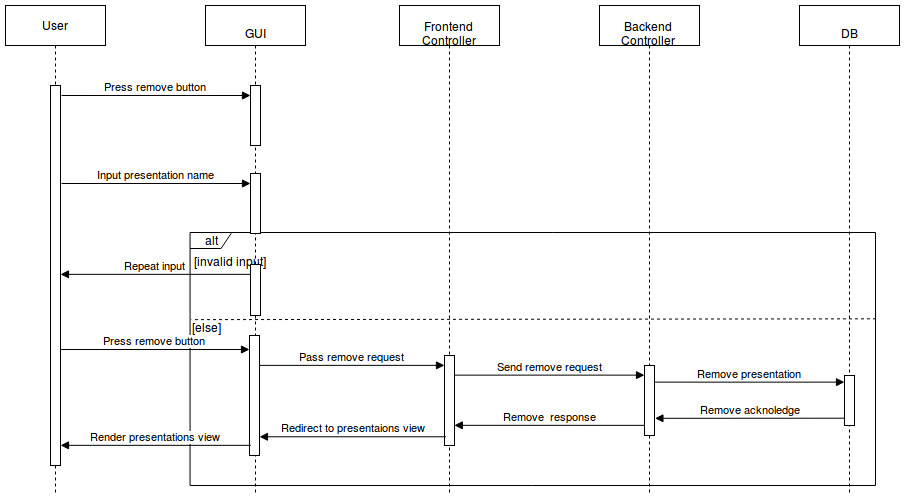 User
GUI
Frontend
Controller
Backend
Controller
DB
Press remove button
Input presentation name
alt
[invalid input]
Repeat input
[else]
Press remove button
Pass remove request
Send remove request
Remove presentation
Remove acknoledge
Remove  response
Redirect to presentaions view
Render presentations view